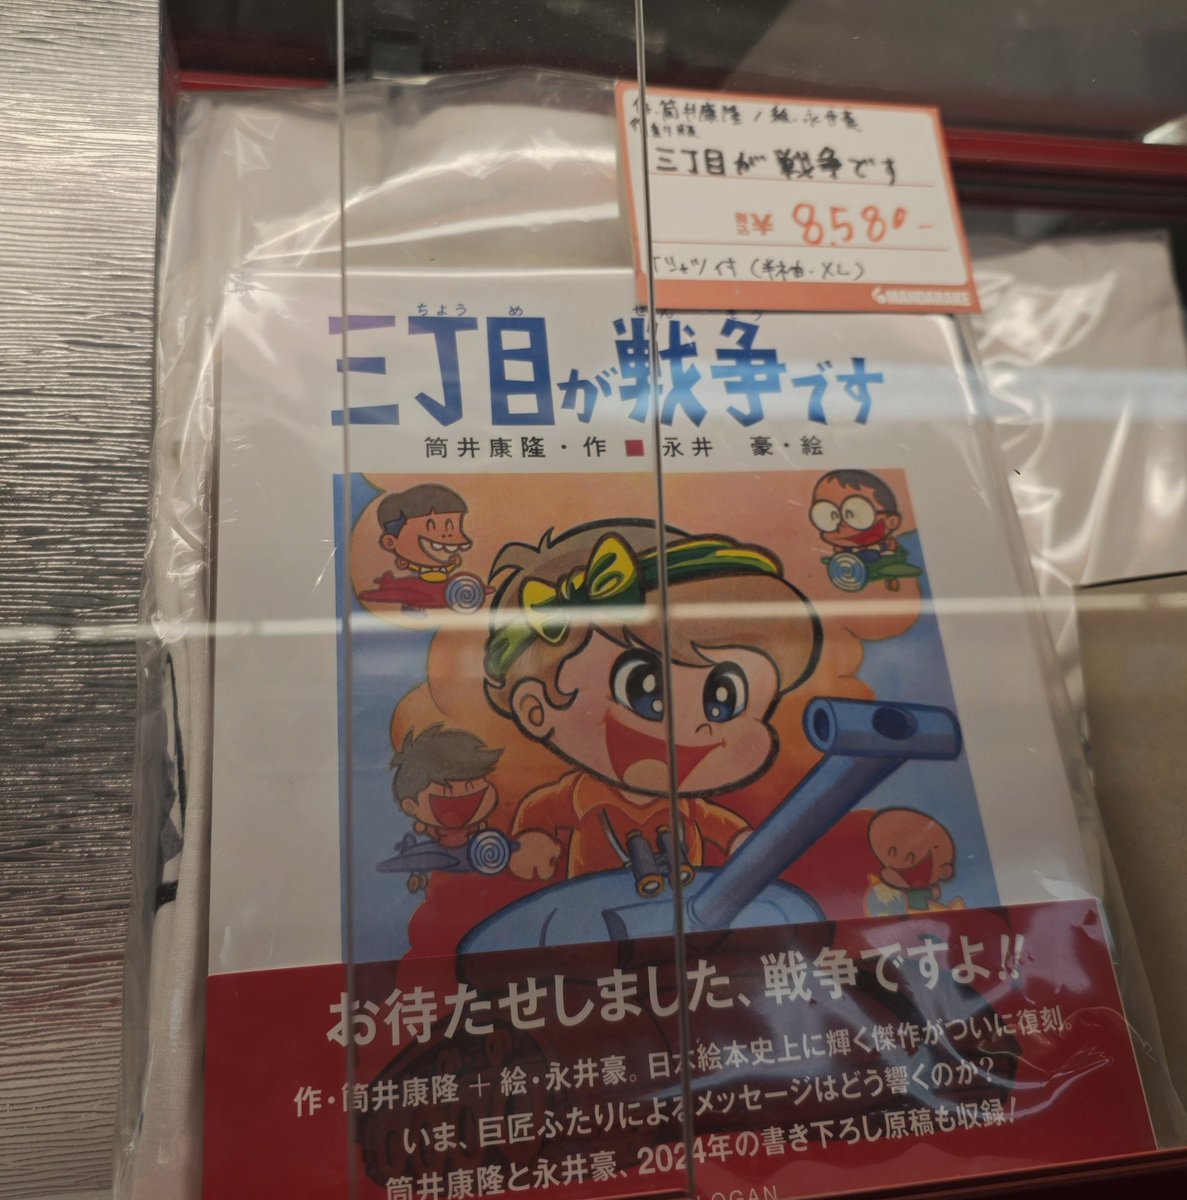 作・筒井康隆/絵・永井豪
三丁目が戦争です
税込 ¥8,580-
Tシャツ付(半袖・XL)
MANDARAKE
ちょう め せん そう
三丁目が戦争です
筒井康隆・作■永井 豪・絵
お待たせしました、戦争ですよ!!
作・筒井康隆+絵・永井豪。日本絵本史上に輝く傑作がついに復刻。
いま、巨匠ふたりによるメッセージはどう響くのか?
筒井康隆と永井豪、2024年の書き下ろし原稿も収録!
LOGAN